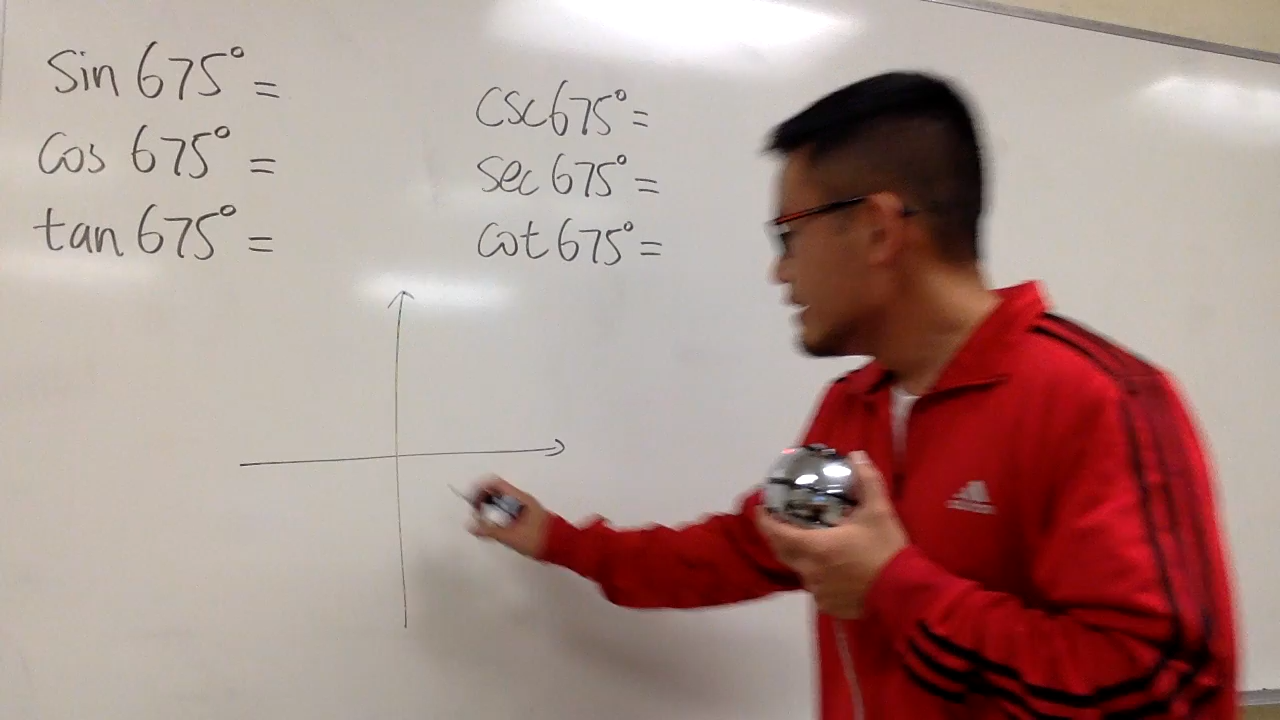 sin 675° =
cos 675° =
tan 675° =
csc 675° =
sec 675° =
cot 675° =